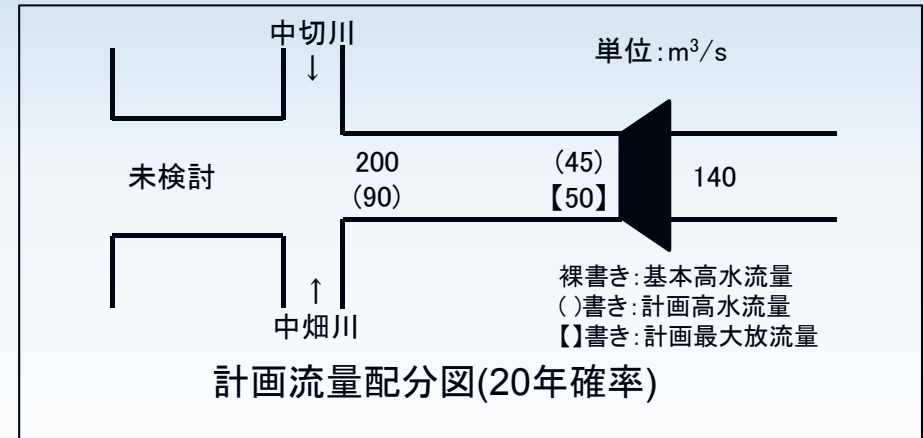 中切川
↓
単位:m³/s
未検討
200
(90)
(45)
【50】
140
↑
中畑川
裸書き:基本高水流量
( )書き:計画高水流量
【】書き:計画最大放流量
計画流量配分図(20年確率)